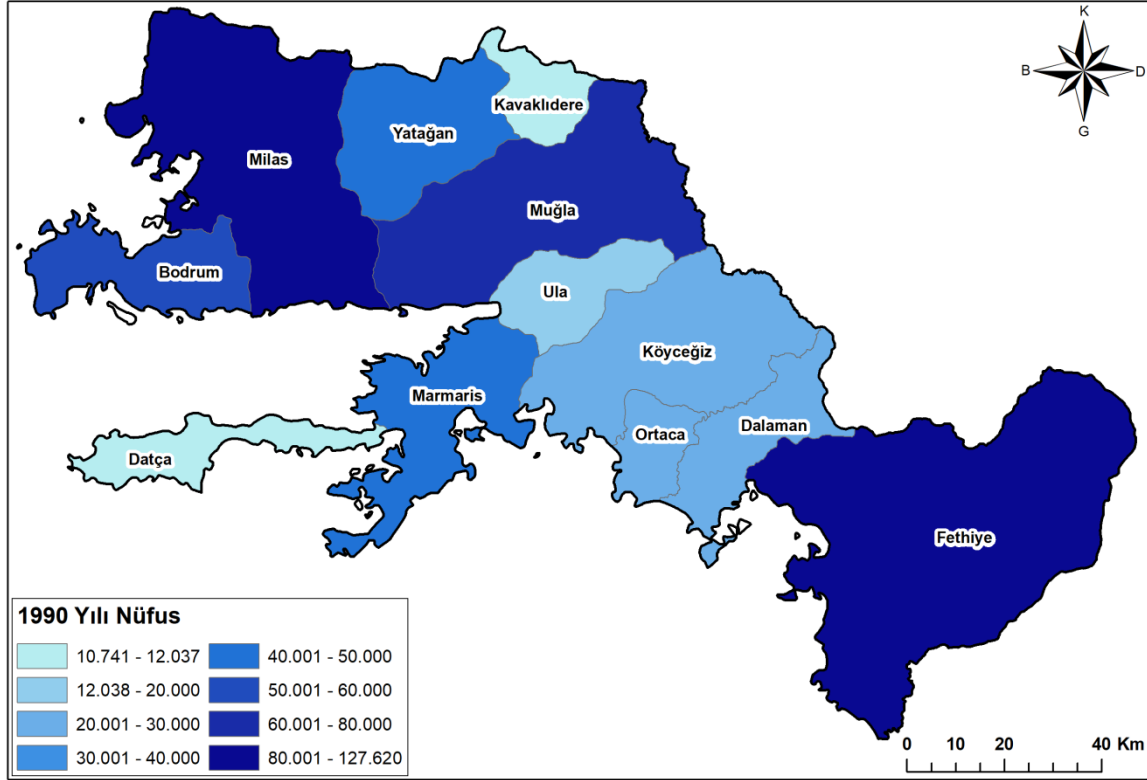 K
B
D
G
Kavaklıdere
Yatağan
Milas
Muğla
Bodrum
Ula
Köyceğiz
Marmaris
Dalaman
Ortaca
Datça
Fethiye
1990 Yılı Nüfus
10.741 - 12.037
12.038 - 20.000
20.001 - 30.000
30.001 - 40.000
40.001 - 50.000
50.001 - 60.000
60.001 - 80.000
80.001 - 127.620
0 10 20 40 Km